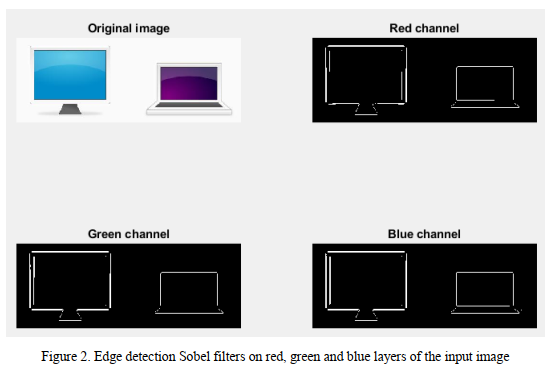 Original image
Red channel
Green channel
Blue channel
Figure 2. Edge detection Sobel filters on red, green and blue layers of the input image